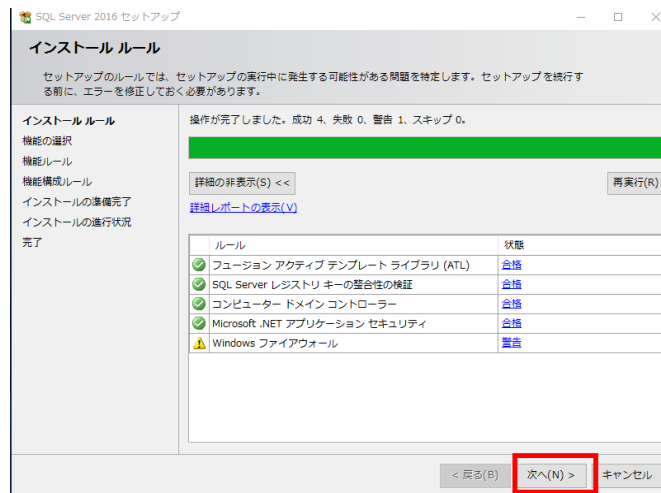 SQL Server 2016 セットアップ
インストール ルール
セットアップのルールでは、セットアップの実行中に発生する可能性がある問題を特定します。セットアップを続行す
る前に、エラーを修正しておく必要があります。
インストール ルール
機能の選択
機能ルール
機能構成ルール
インストールの準備完了
インストールの進行状況
完了
操作が完了しました。成功 4、失敗 0、警告 1、スキップ 0。
詳細の非表示(S) <<
再実行(R)
詳細レポートの表示(V)
ルール 状態
フュージョン アクティブ テンプレート ライブラリ (ATL) 合格
SQL Server レジストリ キーの整合性の検証 合格
コンピューター ドメイン コントローラー 合格
Microsoft .NET アプリケーション セキュリティ 合格
Windows ファイアウォール 警告
< 戻る(B) 次へ(N) > キャンセル